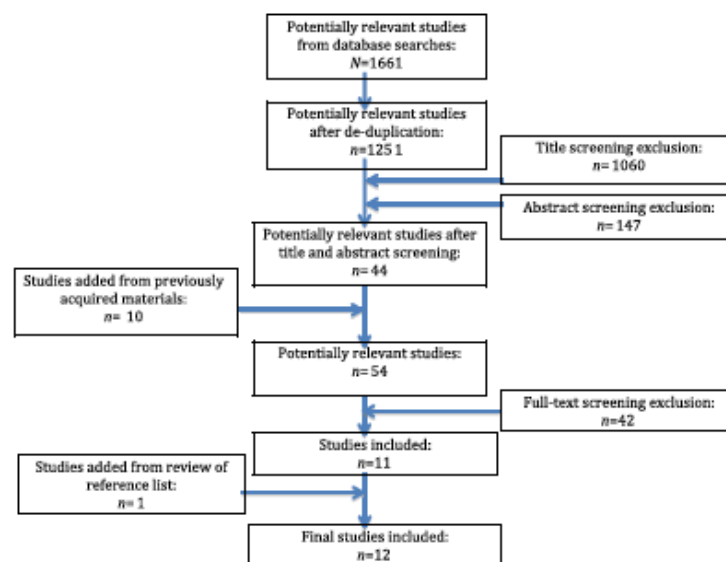 Potentially relevant studies
from database searches:
N=1661
Potentially relevant studies
after de-duplication:
n=1251
Title screening exclusion:
n= 1060
Abstract screening exclusion:
n= 147
Potentially relevant studies after
title and abstract screening:
n= 44
Studies added from previously
acquired materials:
n= 10
Potentially relevant studies:
n=54
Full-text screening exclusion:
n=42
Studies included:
n=11
Studies added from review of
reference list:
n= 1
Final studies included:
n=12